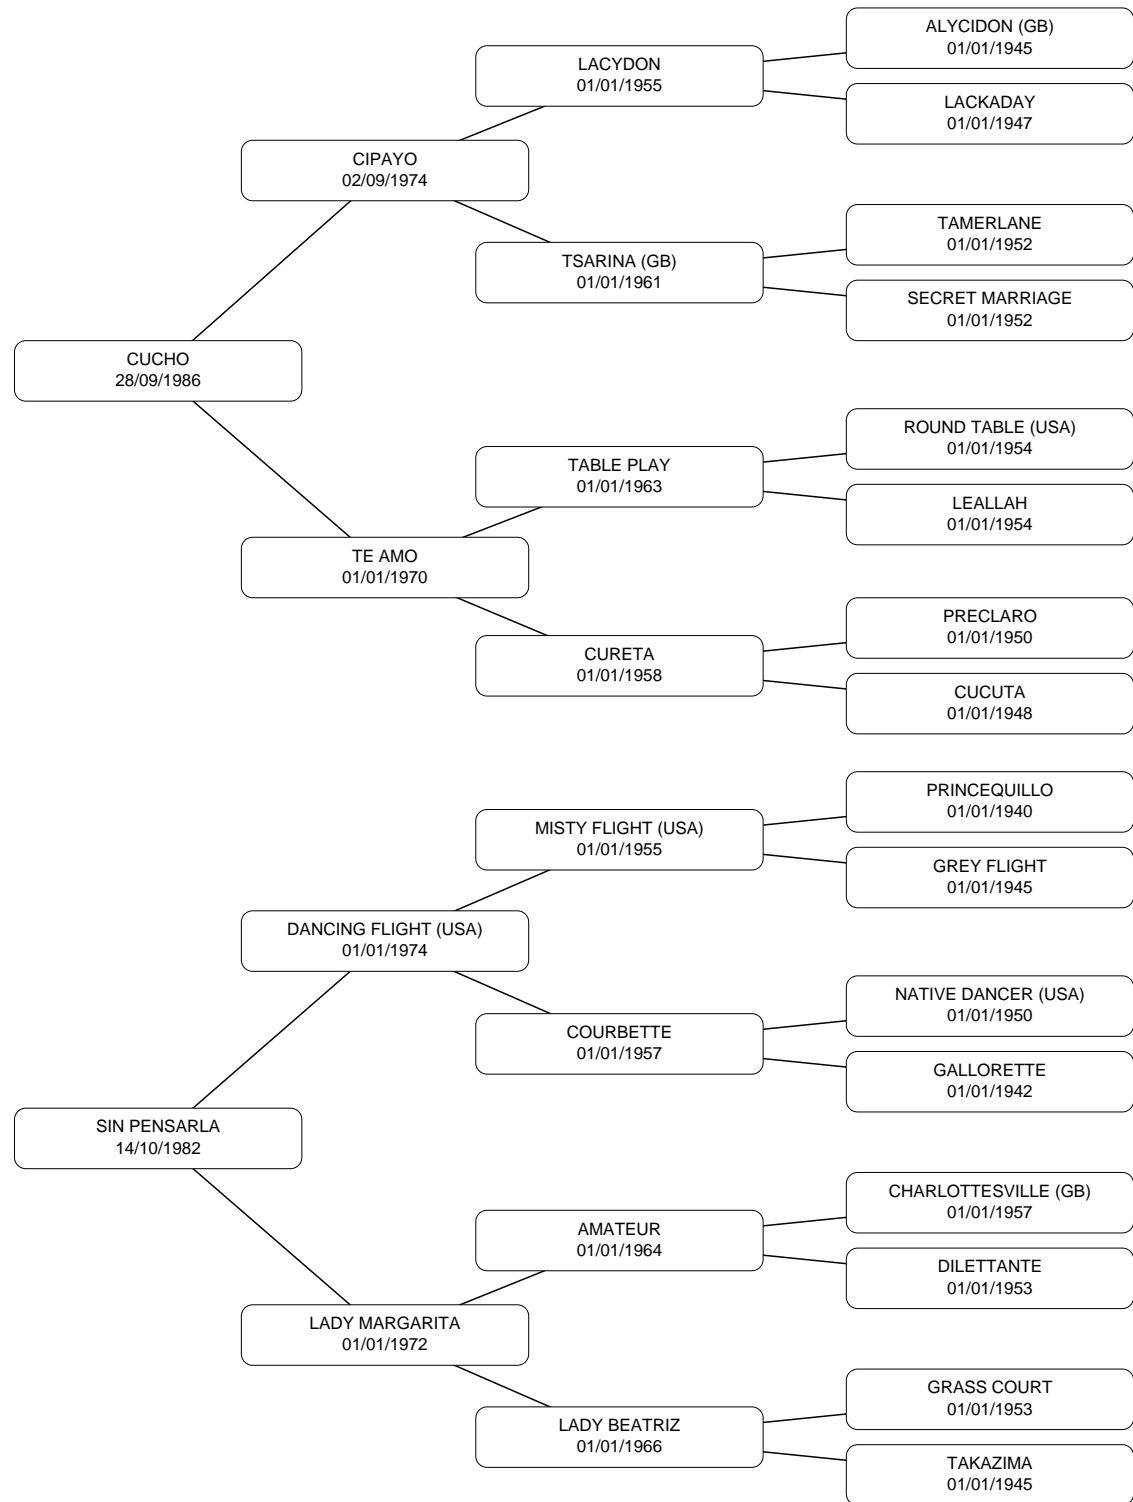 ALYCIDON (GB)
01/01/1945
LACYDON
01/01/1955
LACKADAY
01/01/1947
CIPAYO
02/09/1974
TAMERLANE
01/01/1952
TSARINA (GB)
01/01/1961
SECRET MARRIAGE
01/01/1952
CUCHO
28/09/1986
ROUND TABLE (USA)
01/01/1954
TABLE PLAY
01/01/1963
LEALLAH
01/01/1954
TE AMO
01/01/1970
PRECLARO
01/01/1950
CURETA
01/01/1958
CUCUTA
01/01/1948
PRINCEQUILLO
01/01/1940
MISTY FLIGHT (USA)
01/01/1955
GREY FLIGHT
01/01/1945
DANCING FLIGHT (USA)
01/01/1974
NATIVE DANCER (USA)
01/01/1950
COURBETTE
01/01/1957
GALLORETTE
01/01/1942
SIN PENSARLA
14/10/1982
CHARLOTTESVILLE (GB)
01/01/1957
AMATEUR
01/01/1964
DILETTANTE
01/01/1953
LADY MARGARITA
01/01/1972
GRASS COURT
01/01/1953
LADY BEATRIZ
01/01/1966
TAKAZIMA
01/01/1945